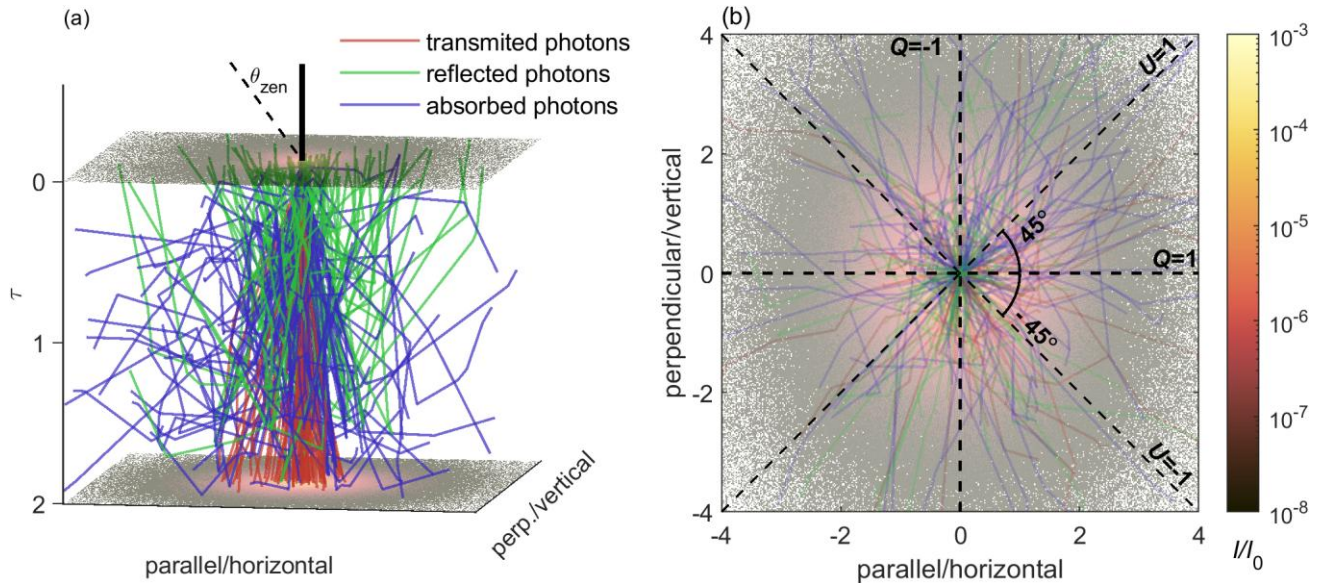 (a)
transmited photons
reflected photons
absorbed photons
θzen
0
1
2
τ
parallel/horizontal
perp./vertical
(b)
Q=-1
U=1
45°
Q=1
-45°
U=-1
4
2
0
-2
-4
perpendicular/vertical
-4 -2 0 2 4
parallel/horizontal
10⁻³
10⁻⁴
10⁻⁵
10⁻⁶
10⁻⁷
10⁻⁸
I/I₀